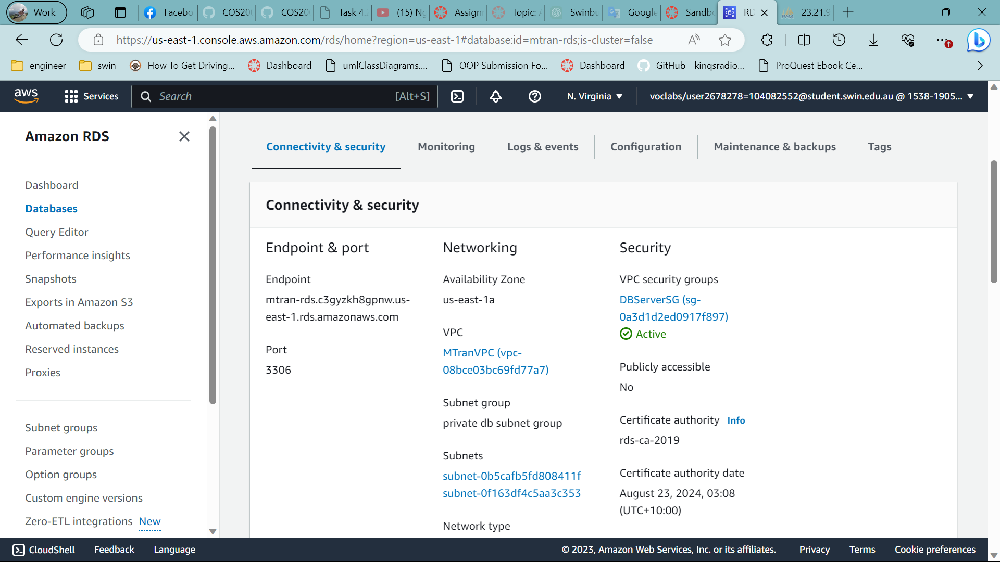 Work
Facebo
COS20
COS20
Task 4.
(15) Ng
Assign
Topic: A
Swinbu
Google
Sandbo
RD
23.21.9
https://us-east-1.console.aws.amazon.com/rds/home?region=us-east-1#database:id=mtran-rds;is-cluster=false
engineer
swin
How To Get Driving...
Dashboard
umlClassDiagrams....
OOP Submission Fo...
Dashboard
GitHub - kinqsradio...
ProQuest Ebook Ce...
aws
Services
Search
[Alt+S]
N. Virginia
voclabs/user2678278=104082552@student.swin.edu.au @ 1538-1905...
Amazon RDS
Dashboard
Databases
Query Editor
Performance insights
Snapshots
Exports in Amazon S3
Automated backups
Reserved instances
Proxies
Subnet groups
Parameter groups
Option groups
Custom engine versions
Zero-ETL integrations New
Connectivity & security
Monitoring
Logs & events
Configuration
Maintenance & backups
Tags
Connectivity & security
Endpoint & port
Endpoint
mtran-rds.c3gyzkh8gpnw.us-
east-1.rds.amazonaws.com
Port
3306
Networking
Availability Zone
us-east-1a
VPC
MTranVPC (vpc-
08bce03bc69fd77a7)
Subnet group
private db subnet group
Subnets
subnet-0b5cafb5fd808411f
subnet-0f163df4c5aa3c353
Network type
Security
VPC security groups
DBServerSG (sg-
0a3d1d2ed0917f897)
Active
Publicly accessible
No
Certificate authority Info
rds-ca-2019
Certificate authority date
August 23, 2024, 03:08
(UTC+10:00)
CloudShell
Feedback
Language
© 2023, Amazon Web Services, Inc. or its affiliates.
Privacy
Terms
Cookie preferences